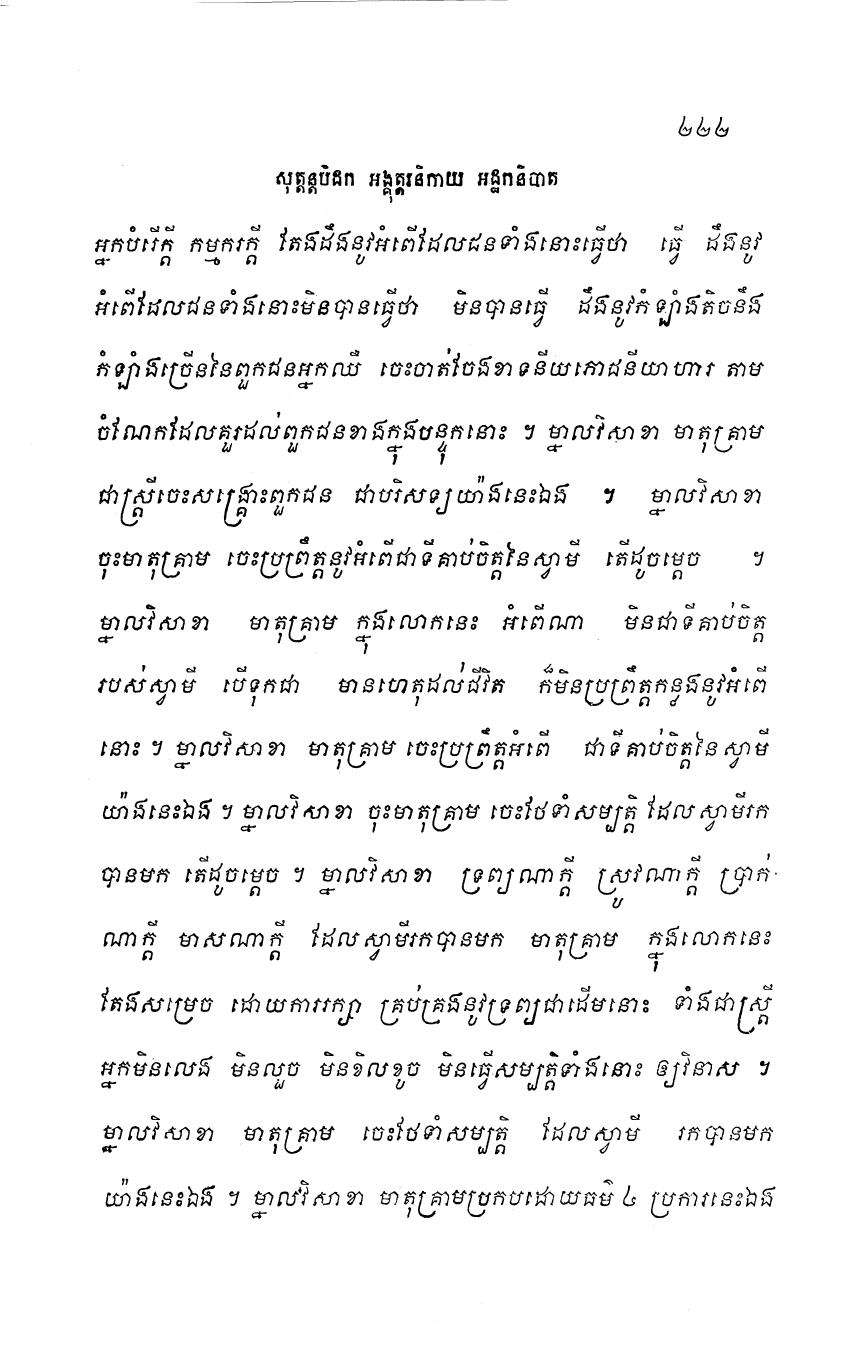 ២២២
សុត្តន្តបិដក អង្គុត្តរនិកាយ អដ្ឋកនិបាត
អ្នកបំរើក្តី កម្មករក្តី តែងដឹងនូវអំពើដែលជនទាំងនោះធ្វើថា ធ្វើ ដឹងនូវ
អំពើដែលជនទាំងនោះមិនបានធ្វើថា មិនបានធ្វើ ដឹងនូវកំឡាំងតិចនឹង
កំឡាំងច្រើននៃពួកជនអ្នកឈឺ ចេះចាត់ចែងខាទនីយភោជនីយាហារ តាម
ចំណែកដែលគួរដល់ពួកជនខាងក្នុងបន្ទុកនោះ ។ ម្នាលវិសាខា មាតុគ្រាម
ជាស្ត្រីចេះសង្គ្រោះពួកជន ជាបរិសទ្យយ៉ាងនេះឯង ។ ម្នាលវិសាខា
ចុះមាតុគ្រាម ចេះប្រព្រឹត្តនូវអំពើជាទីគាប់ចិត្តនៃស្វាមី តើដូចម្តេច ។
ម្នាលវិសាខា មាតុគ្រាម ក្នុងលោកនេះ អំពើណា មិនជាទីគាប់ចិត្ត
របស់ស្វាមី បើទុកជា មានហេតុដល់ជីវិត ក៏មិនប្រព្រឹត្តកន្លងនូវអំពើ
នោះ ។ ម្នាលវិសាខា មាតុគ្រាម ចេះប្រព្រឹត្តអំពើ ជាទីគាប់ចិត្តនៃស្វាមី
យ៉ាងនេះឯង ។ ម្នាលវិសាខា ចុះមាតុគ្រាម ចេះថែទាំសម្បត្តិ ដែលស្វាមីរក
បានមក តើដូចម្តេច ។ ម្នាលវិសាខា ទ្រព្យណាក្តី ស្រូវណាក្តី ប្រាក់
ណាក្តី មាសណាក្តី ដែលស្វាមីរកបានមក មាតុគ្រាម ក្នុងលោកនេះ
តែងសម្រេច ដោយការរក្សា គ្រប់គ្រងនូវទ្រព្យជាដើមនោះ ទាំងជាស្ត្រី
អ្នកមិនលេង មិនលួច មិនខិលខូច មិនធ្វើសម្បត្តិទាំងនោះ ឲ្យវិនាស ។
ម្នាលវិសាខា មាតុគ្រាម ចេះថែទាំសម្បត្តិ ដែលស្វាមី រកបានមក
យ៉ាងនេះឯង ។ ម្នាលវិសាខា មាតុគ្រាមប្រកបដោយធម៌ ៤ ប្រការនេះឯង